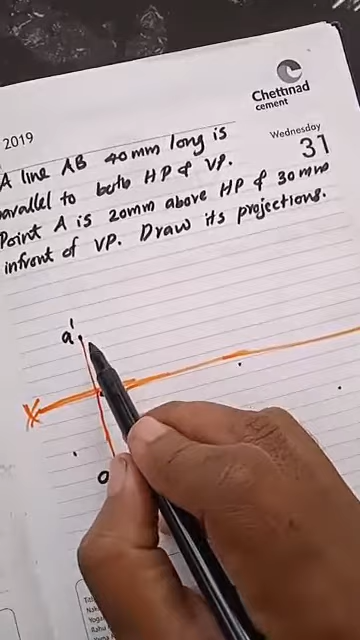 2019
Chettinad
cement
Wednesday
31
A line AB 40mm long is
parallel to both HP & VP.
Point A is 20mm above HP & 30mm
infront of VP. Draw its projections.
a'
X